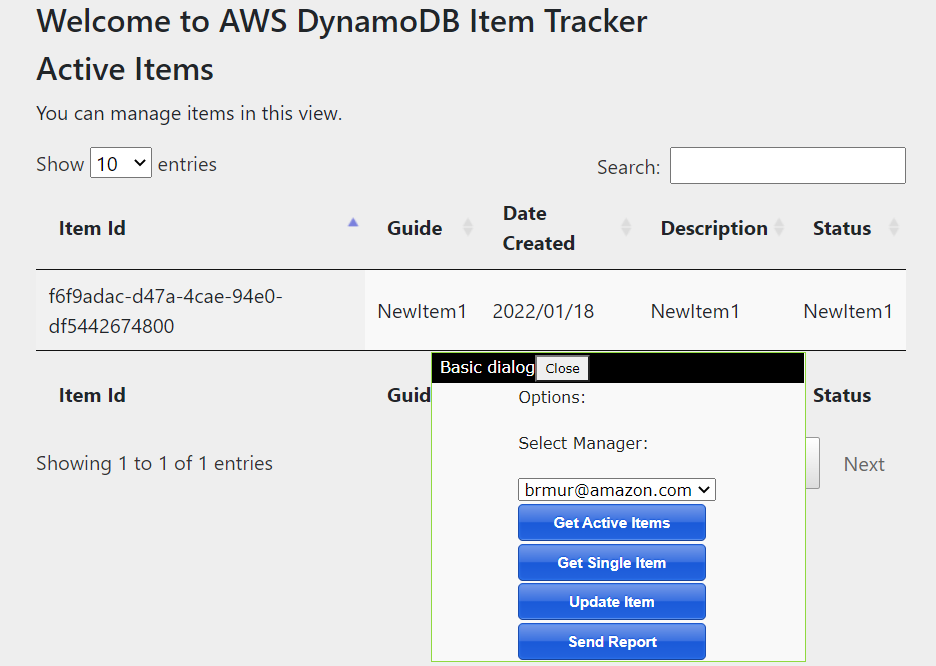 Welcome to AWS DynamoDB Item Tracker
Active Items
You can manage items in this view.
Show 10 entries
Search:
Item Id Guide Date Created Description Status
f6f9adac-d47a-4cae-94e0-
df5442674800 NewItem1 2022/01/18 NewItem1 NewItem1
Basic dialog Close
Item Id Guid Status
Options:
Select Manager:
Showing 1 to 1 of 1 entries Next
brmur@amazon.com
Get Active Items
Get Single Item
Update Item
Send Report